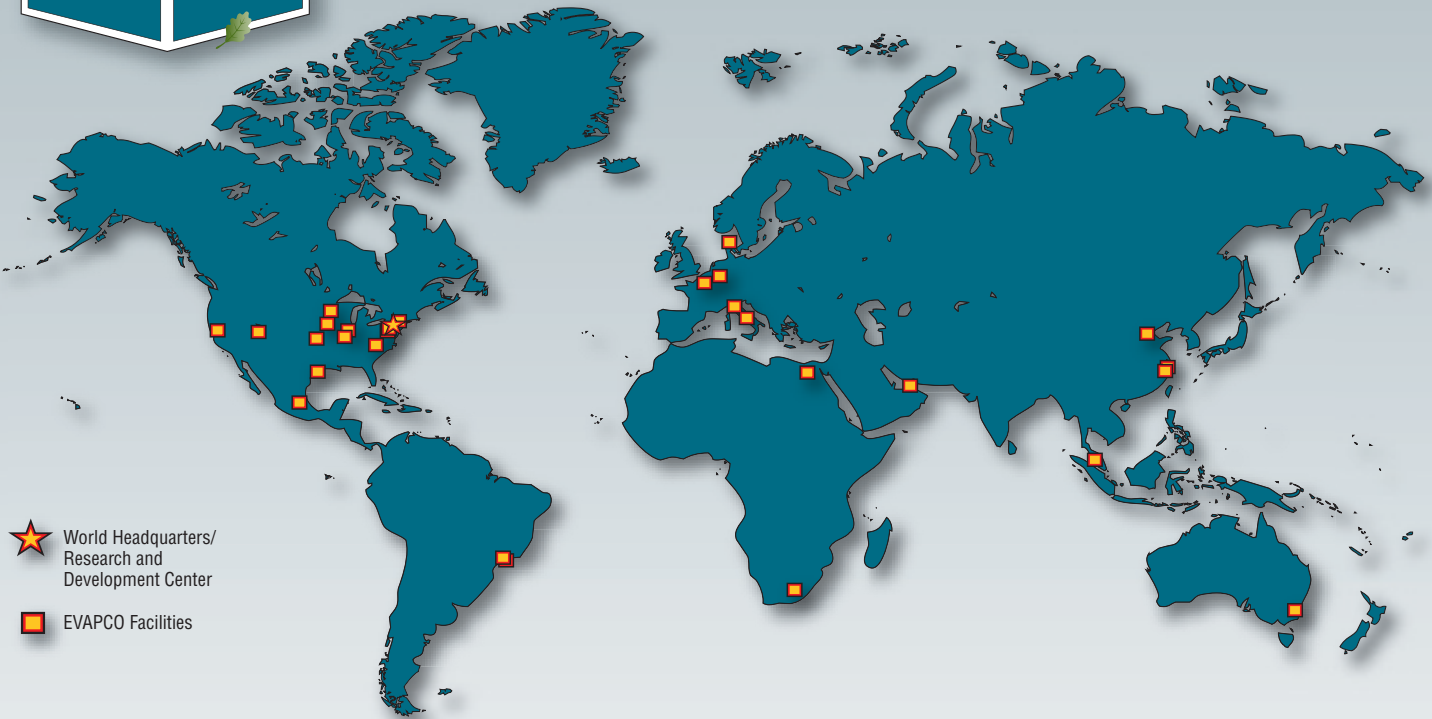 World Headquarters/
Research and
Development Center
EVAPCO Facilities